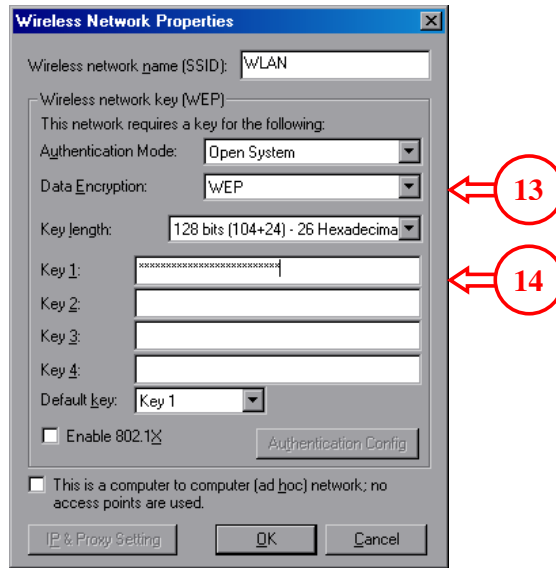 Wireless Network Properties
Wireless network name (SSID): WLAN
Wireless network key (WEP)
This network requires a key for the following:
Authentication Mode: Open System
Data Encryption: WEP
13
Key length: 128 bits (104+24) - 26 Hexadecima
Key 1: **************************
14
Key 2:
Key 3:
Key 4:
Default key: Key 1
Enable 802.1X
Authentication Config
This is a computer to computer (ad hoc) network; no
access points are used.
IP & Proxy Setting OK Cancel